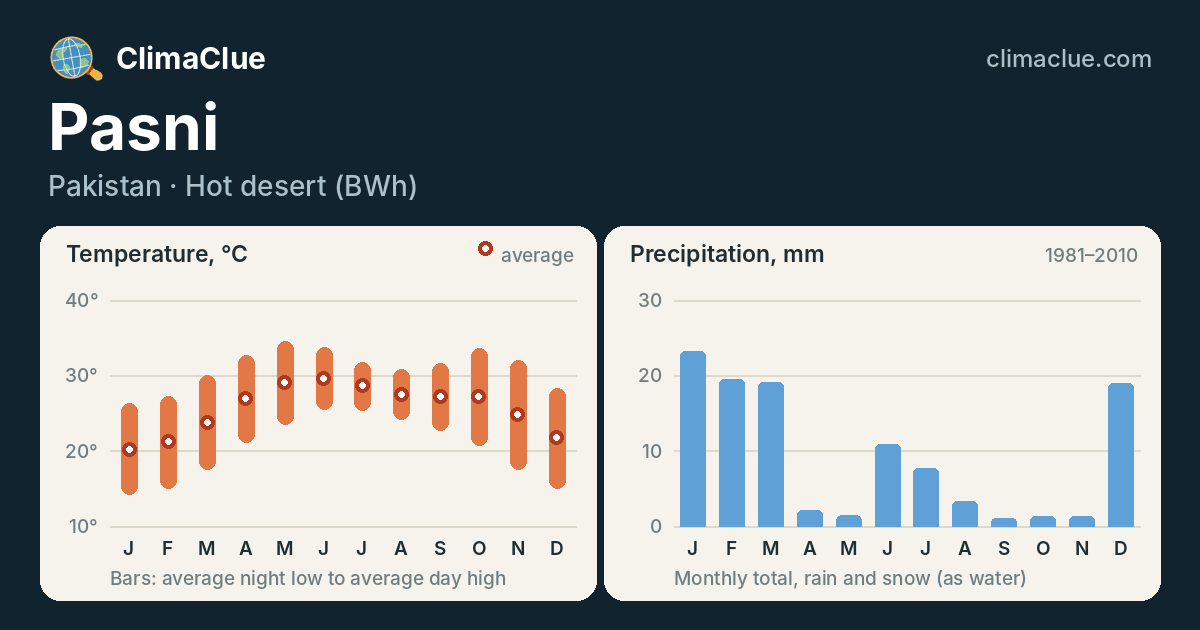 ClimaClue
climaclue.com
Pasni
Pakistan · Hot desert (BWh)
Temperature, °C
average
40°
30°
20°
10°
J F M A M J J A S O N D
Bars: average night low to average day high
Precipitation, mm
1981–2010
30
20
10
0
J F M A M J J A S O N D
Monthly total, rain and snow (as water)